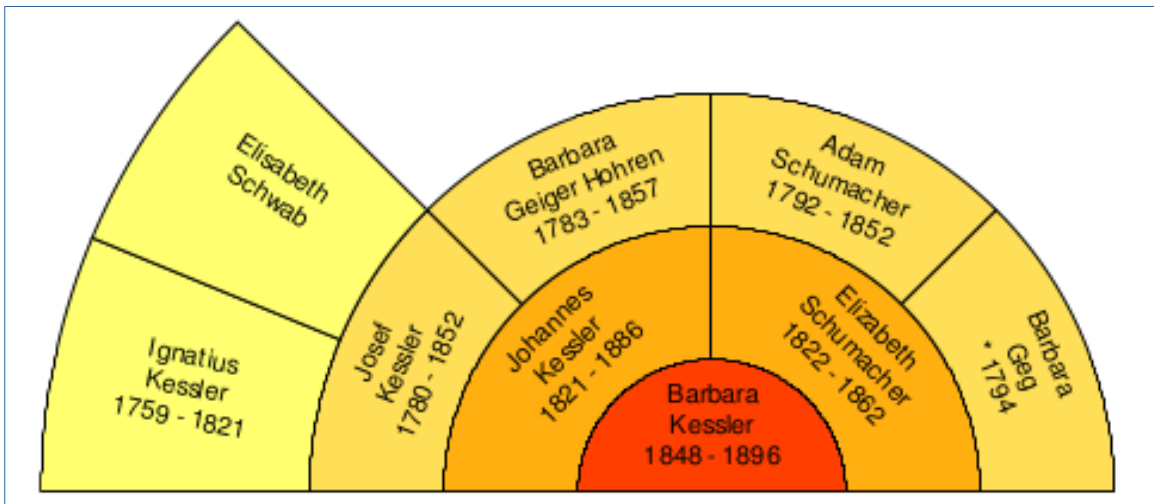 Elisabeth
Schwab
Ignatius
Kessler
1759 - 1821
Josef
Kessler
1780 - 1852
Barbara
Geiger Hohren
1783 - 1857
Adam
Schumacher
1792 - 1852
Barbara
Geg
* 1794
Johannes
Kessler
1821 - 1886
Elizabeth
Schumacher
1822 - 1862
Barbara
Kessler
1848 - 1896